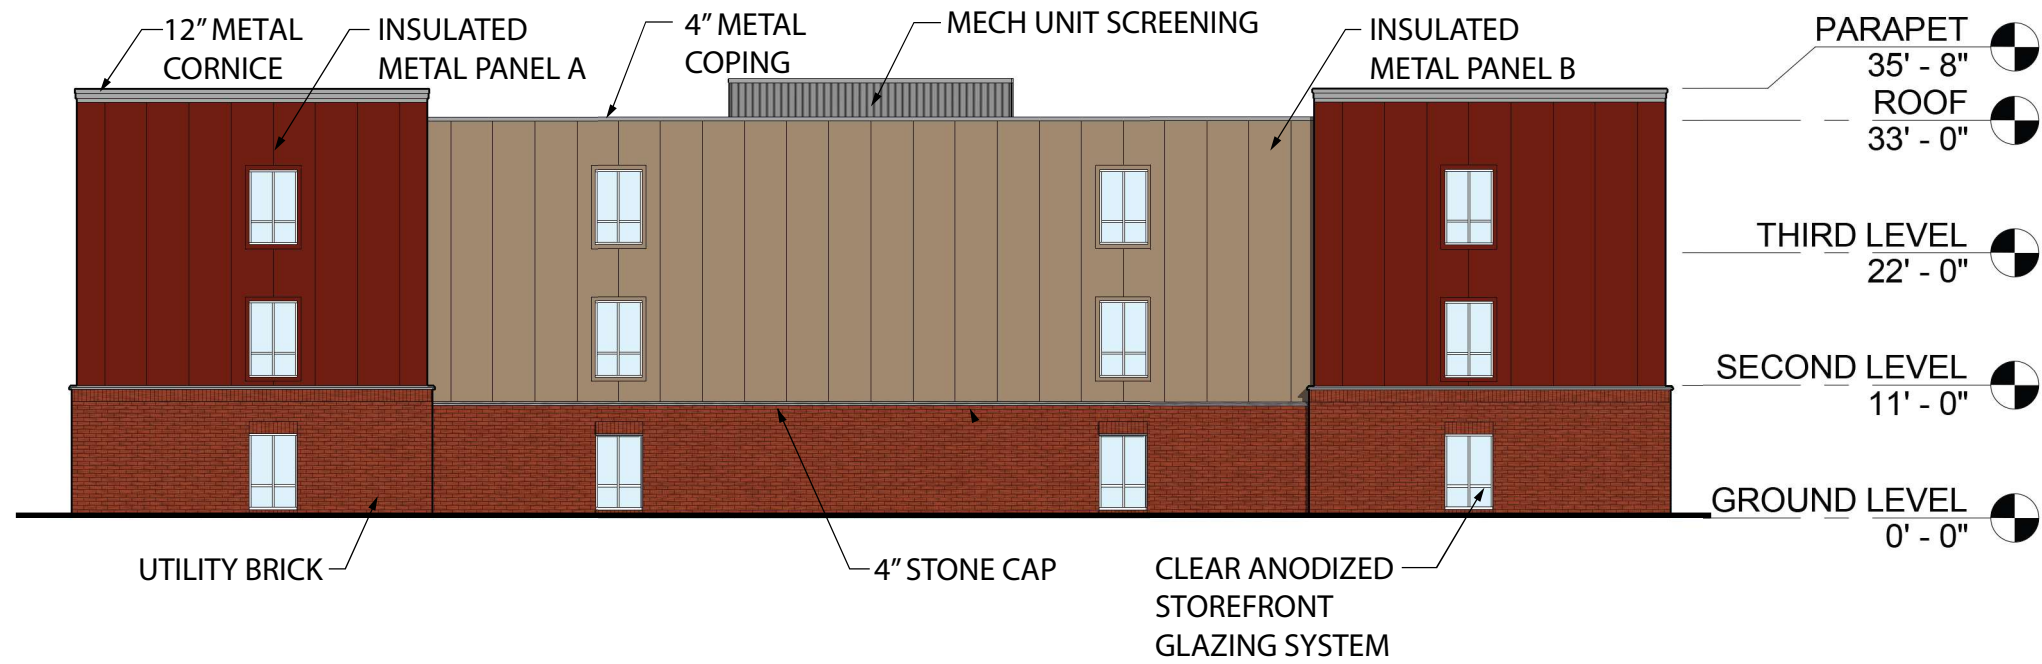 12” METAL
CORNICE
INSULATED
METAL PANEL A
4” METAL
COPING
MECH UNIT SCREENING
INSULATED
METAL PANEL B
PARAPET
35' - 8"
ROOF
33' - 0"
THIRD LEVEL
22' - 0"
SECOND LEVEL
11' - 0"
GROUND LEVEL
0' - 0"
UTILITY BRICK
4” STONE CAP
CLEAR ANODIZED
STOREFRONT
GLAZING SYSTEM